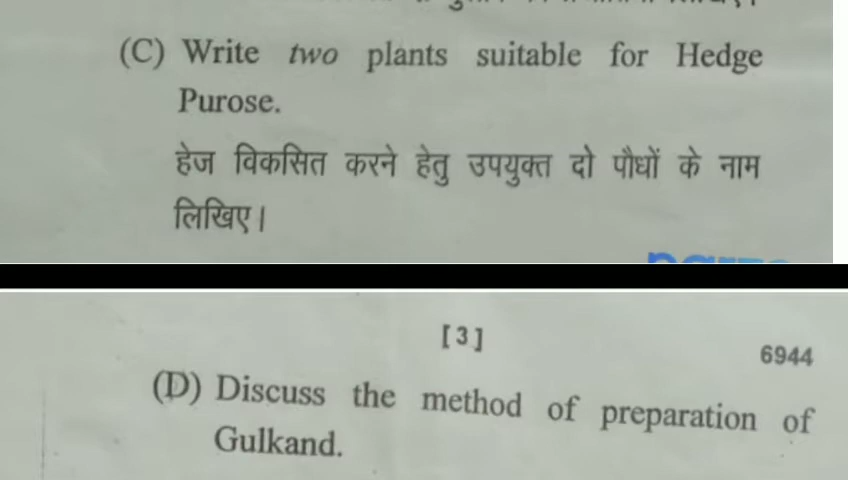 (C) Write two plants suitable for Hedge
Purose.
हेज विकसित करने हेतु उपयुक्त दो पौधों के नाम
लिखिए।
[3]
6944
(D) Discuss the method of preparation of
Gulkand.